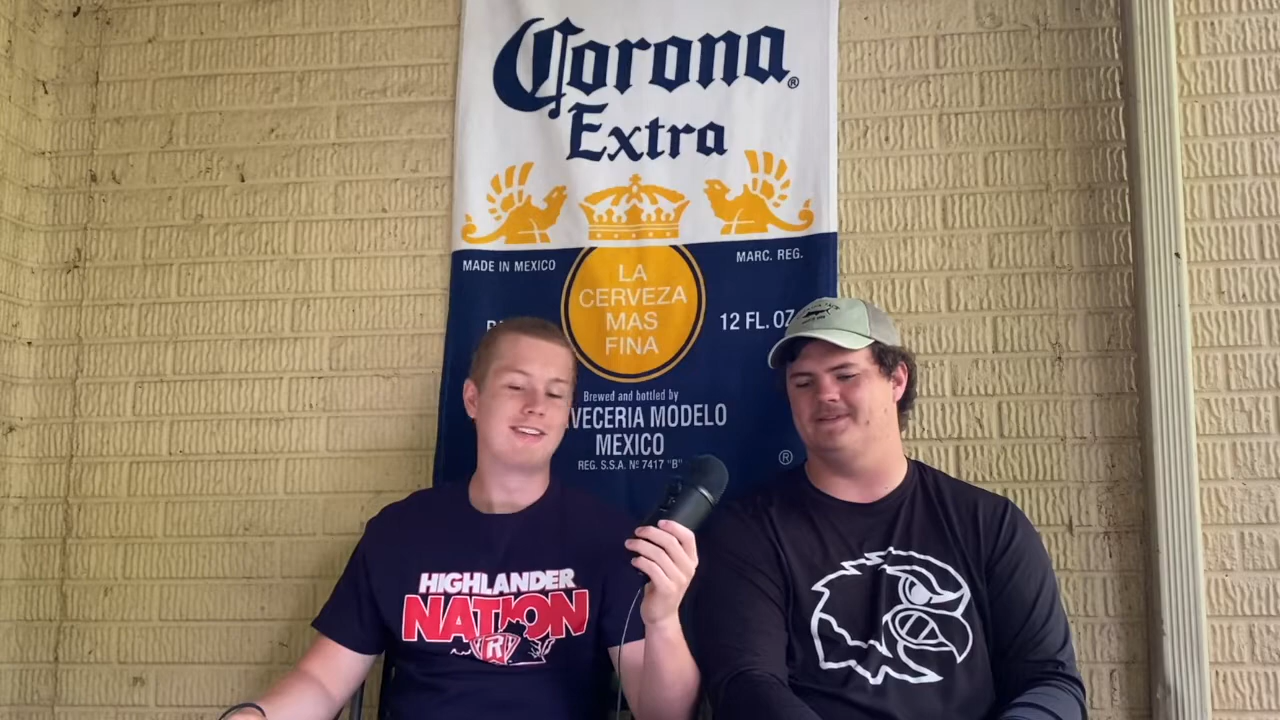 Corona®
Extra
MADE IN MEXICO
MARC. REG.
LA
CERVEZA
MAS
FINA
12 FL. OZ
Brewed and bottled by
VECERIA MODELO
MEXICO
REG. S.S.A. Nº 7417 "B"
®
HIGHLANDER
NATION
R